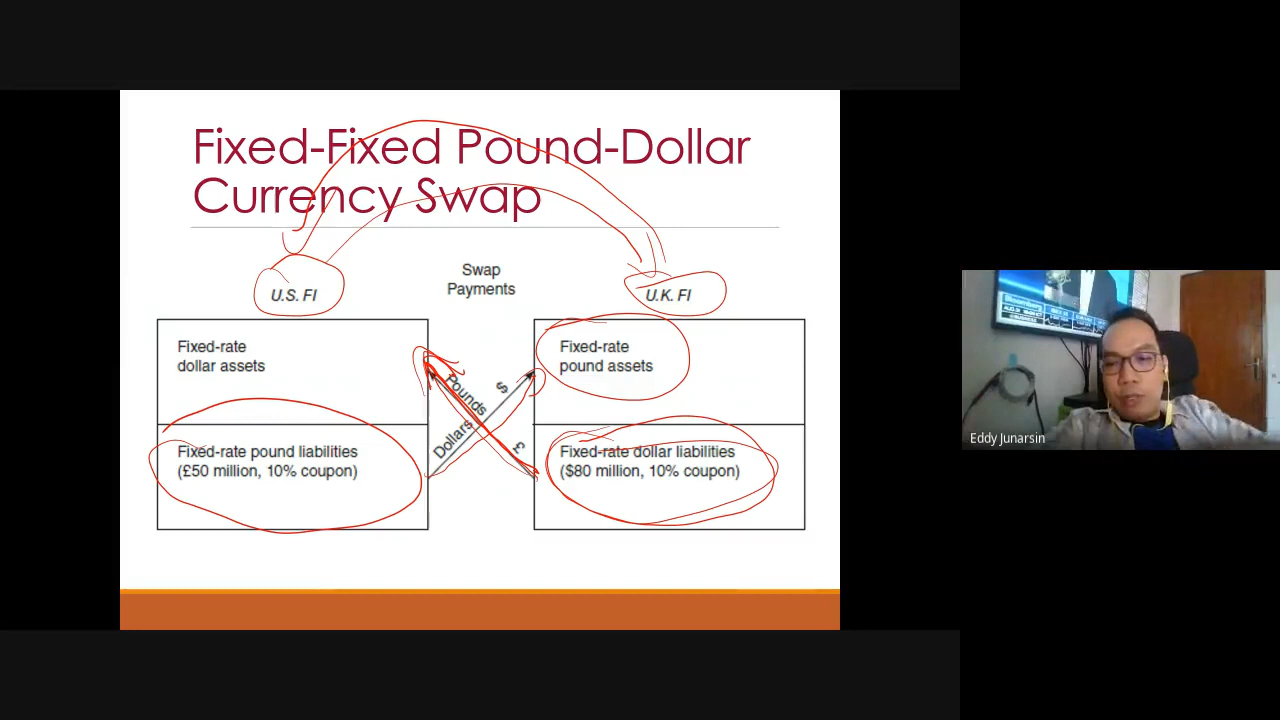 Fixed-Fixed Pound-Dollar
Currency Swap
U.S. FI
Swap
Payments
U.K. FI
Fixed-rate
dollar assets
Fixed-rate
pound assets
Pounds
$
Dollars
£
Fixed-rate pound liabilities
(£50 million, 10% coupon)
Fixed-rate dollar liabilities
($80 million, 10% coupon)
Bloomberg
Eddy Junarsin